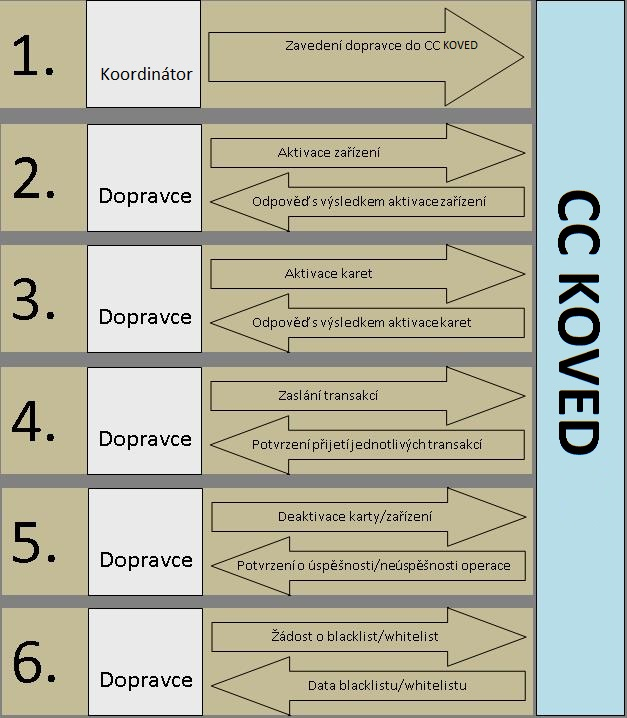 1.
Koordinátor
Zavedení dopravce do CC KOVED
2.
Dopravce
Aktivace zařízení
Odpověď s výsledkem aktivace zařízení
3.
Dopravce
Aktivace karet
Odpověď s výsledkem aktivace karet
4.
Dopravce
Zaslání transakcí
Potvrzení přijetí jednotlivých transakcí
5.
Dopravce
Deaktivace karty/zařízení
Potvrzení o úspěšnosti/neúspěšnosti operace
6.
Dopravce
Žádost o blacklist/whitelist
Data blacklistu/whitelistu
CC KOVED